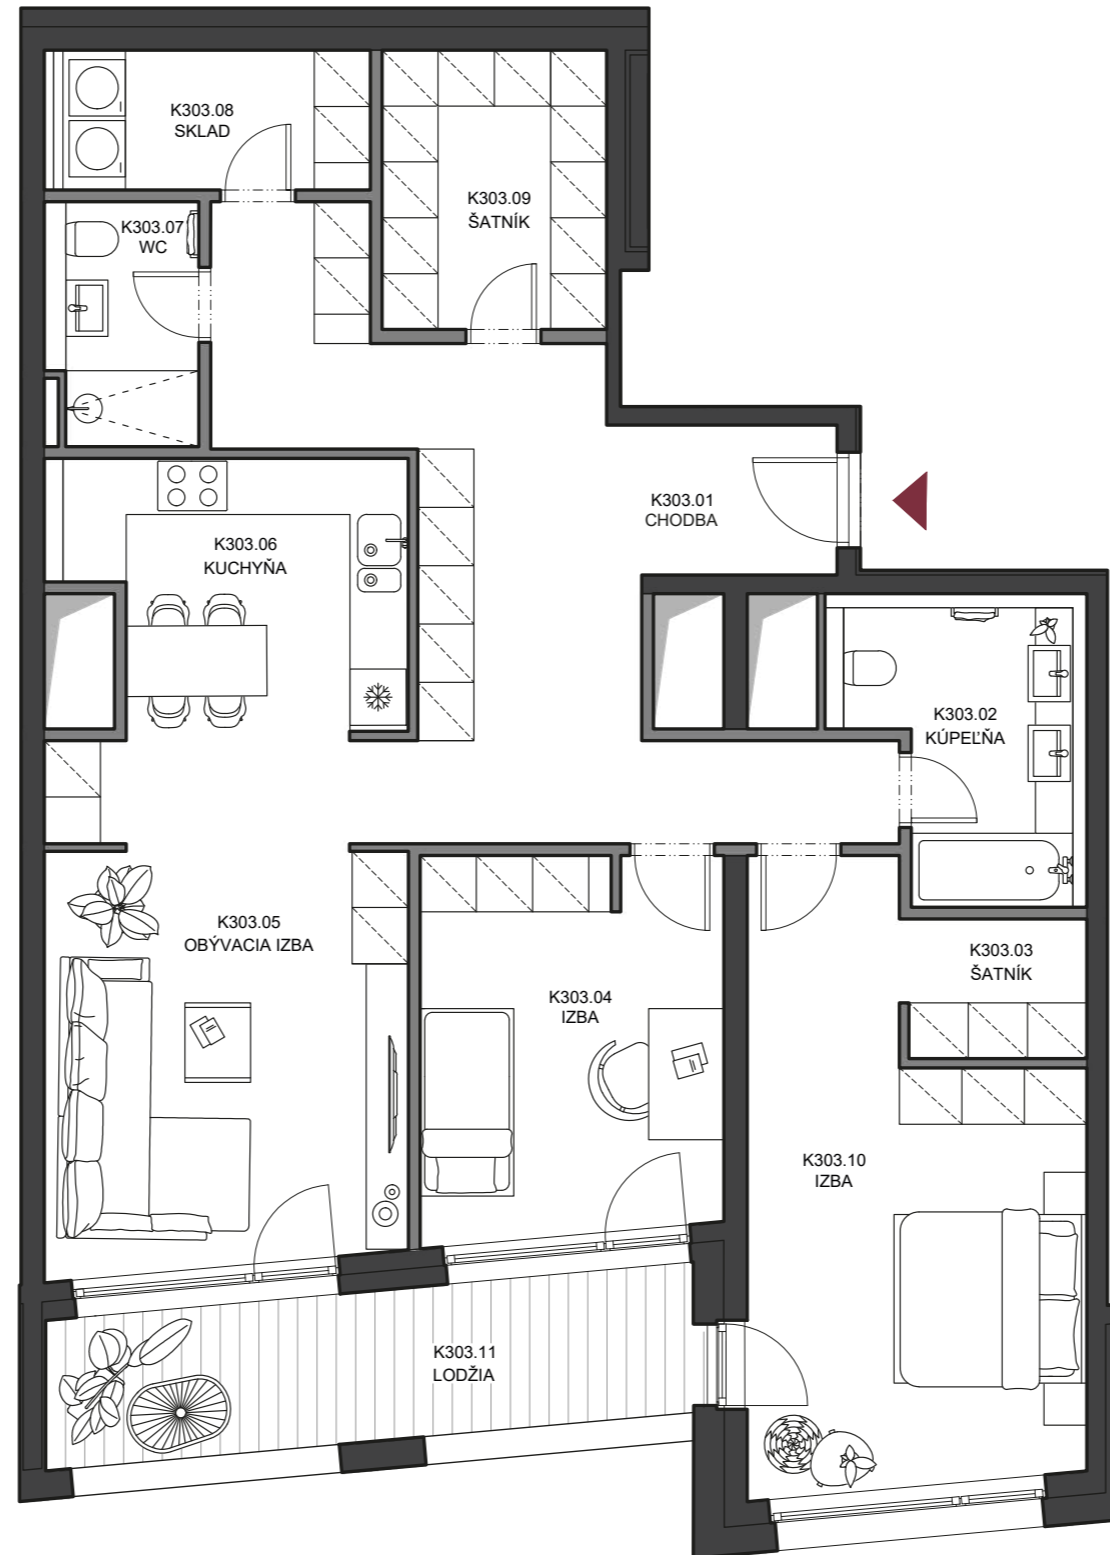 K303.08
SKLAD
K303.09
ŠATNÍK
K303.07
WC
K303.01
CHODBA
K303.06
KUCHYŇA
K303.02
KÚPEĽŇA
K303.05
OBÝVACIA IZBA
K303.03
ŠATNÍK
K303.04
IZBA
K303.10
IZBA
K303.11
LODŽIA